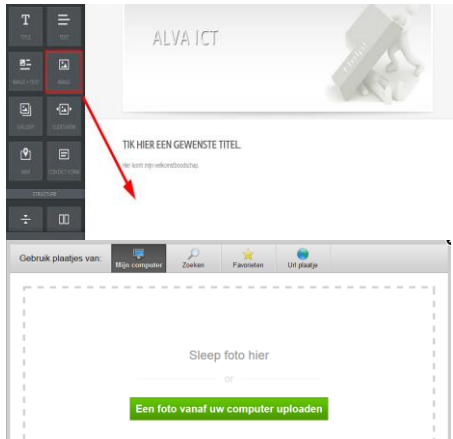 TITLE
TEXT
ALVA ICT
IMAGE + TEXT
IMAGE
GALLERY
SLIDESHOW
TIK HIER EEN GEWENSTE TITEL.
Hier komt mijn welkomstboodschap.
MAP
CONTACT FORM
STRUCTURE
Gebruik plaatjes van:
Mijn computer
Zoeken
Favorieten
Url plaatje
Sleep foto hier
or
Een foto vanaf uw computer uploaden